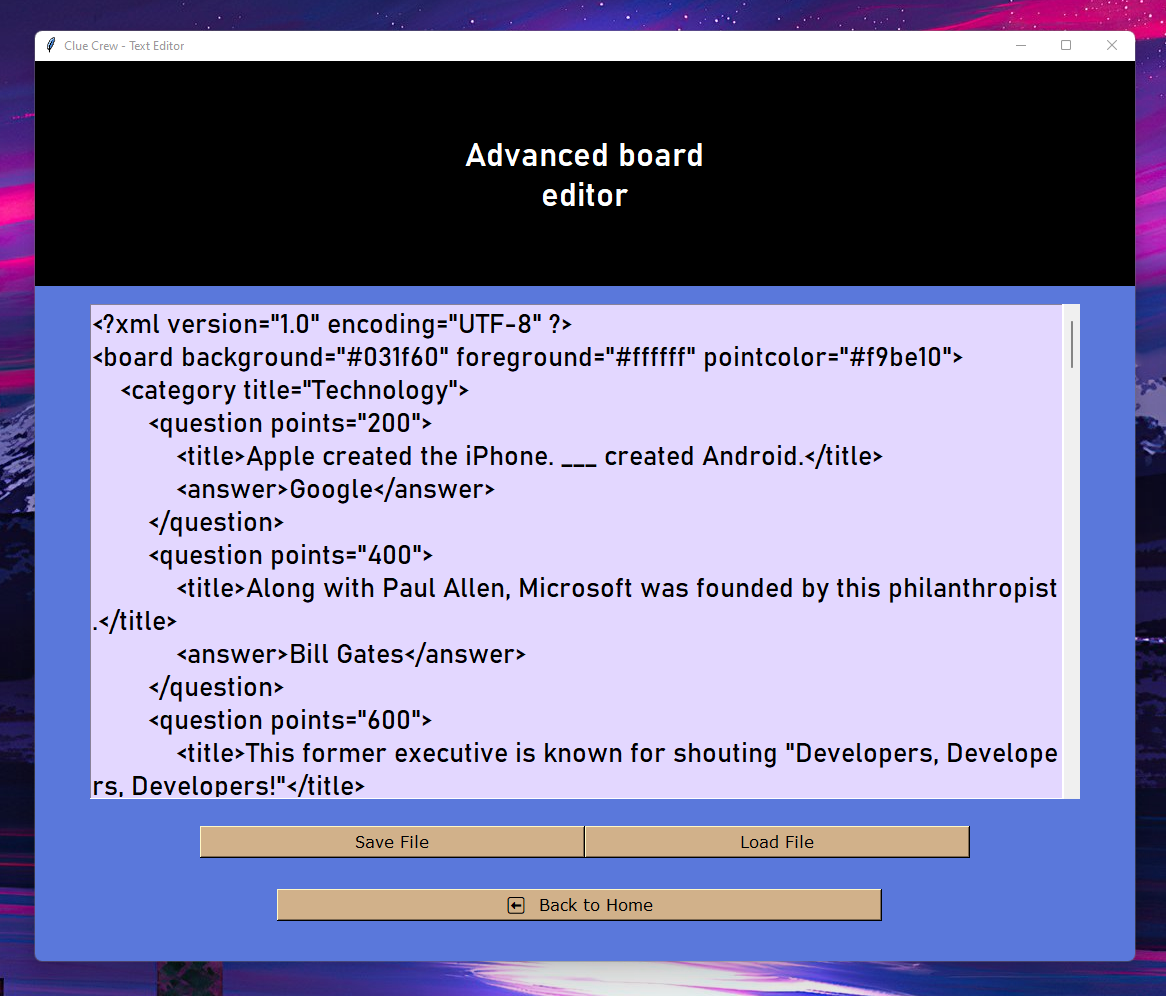 Clue Crew - Text Editor
Advanced board
editor
<?xml version="1.0" encoding="UTF-8" ?>
<board background="#031f60" foreground="#ffffff" pointcolor="#f9be10">
    <category title="Technology">
        <question points="200">
            <title>Apple created the iPhone. ___ created Android.</title>
            <answer>Google</answer>
        </question>
        <question points="400">
            <title>Along with Paul Allen, Microsoft was founded by this philanthropist
.</title>
            <answer>Bill Gates</answer>
        </question>
        <question points="600">
            <title>This former executive is known for shouting "Developers, Develope
rs, Developers!"</title>
Save File
Load File
Back to Home